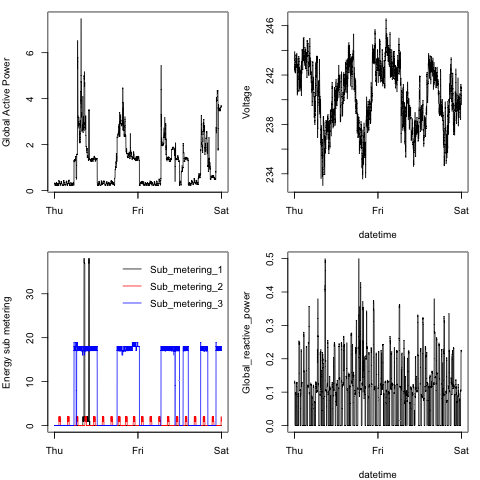 Global Active Power
0 2 4 6
Thu Fri Sat
Voltage
234 238 242 246
Thu Fri Sat
datetime
Energy sub metering
0 10 20 30
Sub_metering_1
Sub_metering_2
Sub_metering_3
Thu Fri Sat
Global_reactive_power
0.0 0.1 0.2 0.3 0.4 0.5
Thu Fri Sat
datetime